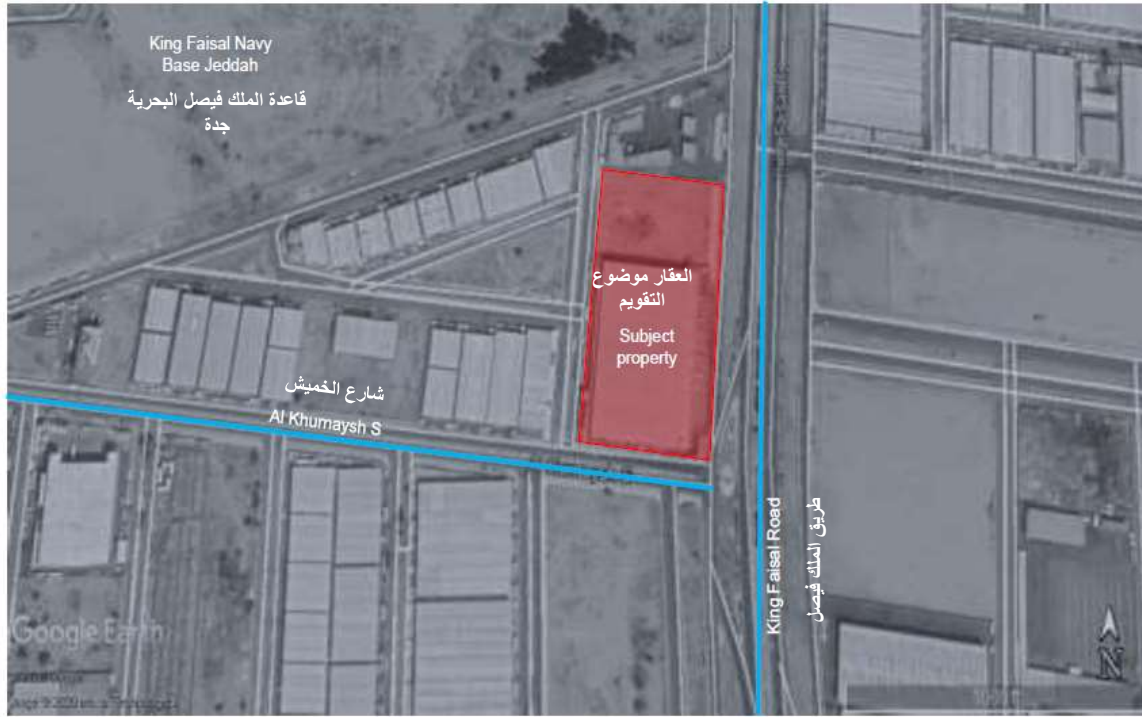 King Faisal Navy
Base Jeddah
قاعدة الملك فيصل البحرية
جدة
العقار موضوع
التقويم
Subject
property
شارع الخميش
Al Khumaysh S
King Faisal Road
طريق الملك فيصل
Google Earth
N